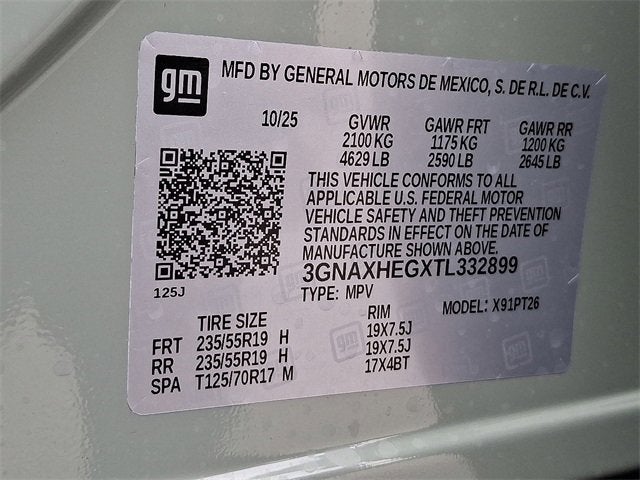 gm MFD BY GENERAL MOTORS DE MEXICO, S. DE R.L. DE C.V.
10/25 GVWR GAWR FRT GAWR RR
2100 KG 1175 KG 1200 KG
4629 LB 2590 LB 2645 LB
THIS VEHICLE CONFORMS TO ALL
APPLICABLE U.S. FEDERAL MOTOR
VEHICLE SAFETY AND THEFT PREVENTION
STANDARDS IN EFFECT ON THE DATE OF
MANUFACTURE SHOWN ABOVE.
3GNAXHEGXTL332899
125J
TYPE: MPV MODEL: X91PT26
TIRE SIZE RIM
FRT 235/55R19 H 19X7.5J
RR 235/55R19 H 19X7.5J
SPA T125/70R17 M 17X4BT